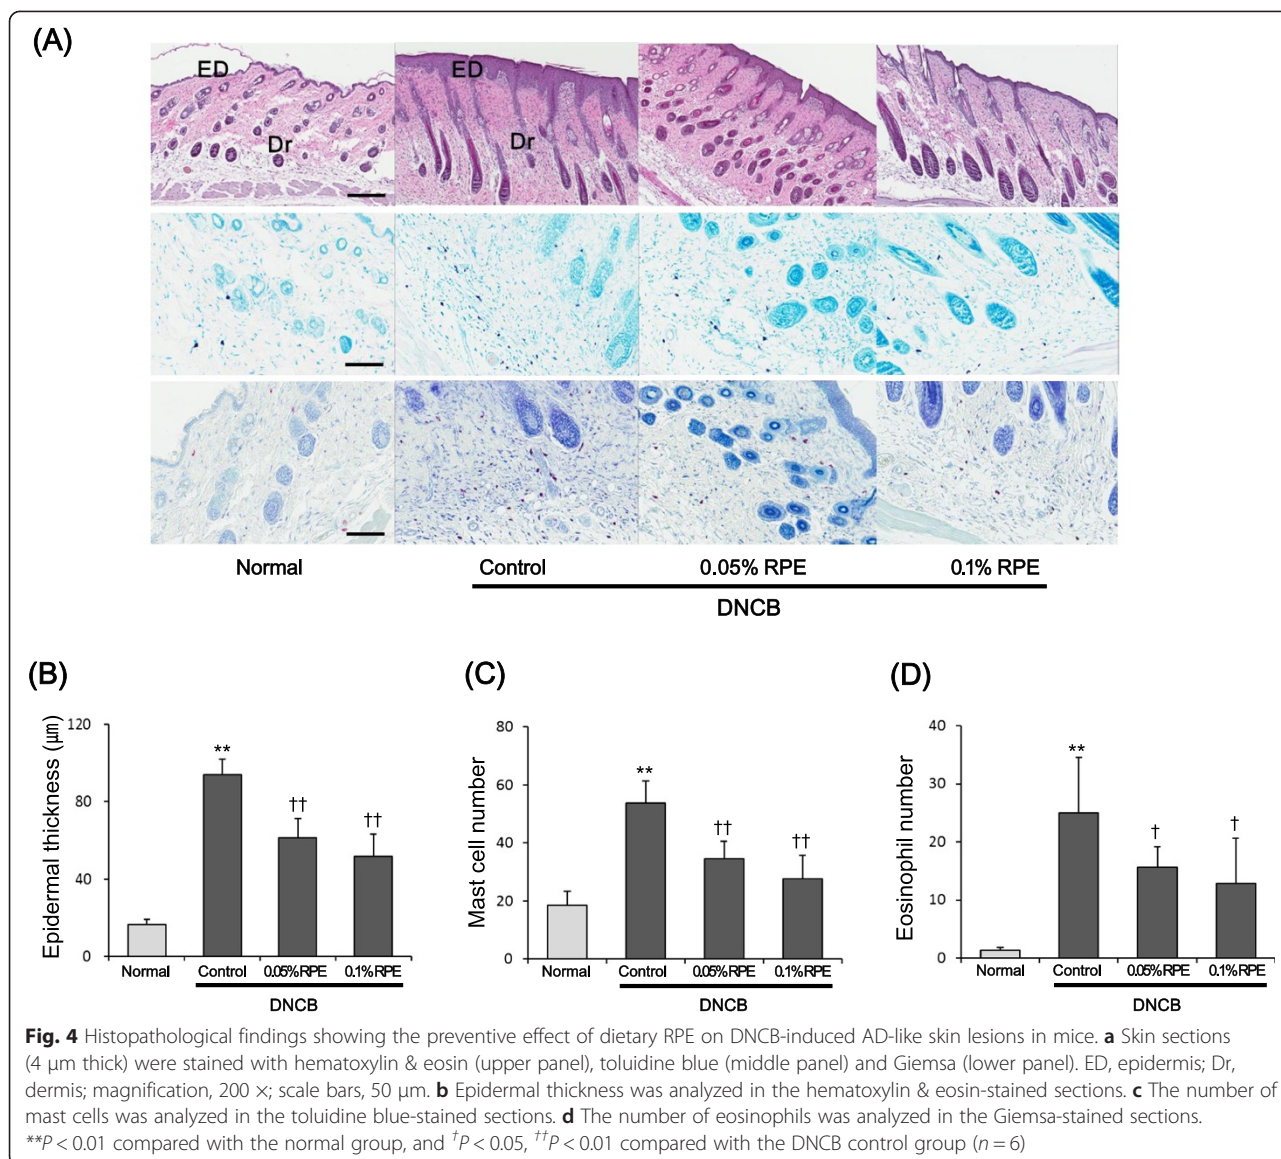 (A)
ED
Dr
ED
Dr
Normal
Control
0.05% RPE
0.1% RPE
DNCB
(B)
Epidermal thickness (㎛)
120
80
40
0
**
††
††
Normal
Control
0.05%RPE
0.1%RPE
DNCB
(C)
Mast cell number
80
60
40
20
0
**
††
††
Normal
Control
0.05%RPE
0.1%RPE
DNCB
(D)
Eosinophil number
40
30
20
10
0
**
†
†
Normal
Control
0.05%RPE
0.1%RPE
DNCB
Fig. 4 Histopathological findings showing the preventive effect of dietary RPE on DNCB-induced AD-like skin lesions in mice. a Skin sections
(4 μm thick) were stained with hematoxylin & eosin (upper panel), toluidine blue (middle panel) and Giemsa (lower panel). ED, epidermis; Dr,
dermis; magnification, 200 ×; scale bars, 50 μm. b Epidermal thickness was analyzed in the hematoxylin & eosin-stained sections. c The number of
mast cells was analyzed in the toluidine blue-stained sections. d The number of eosinophils was analyzed in the Giemsa-stained sections.
**P < 0.01 compared with the normal group, and †P < 0.05, ††P < 0.01 compared with the DNCB control group (n = 6)